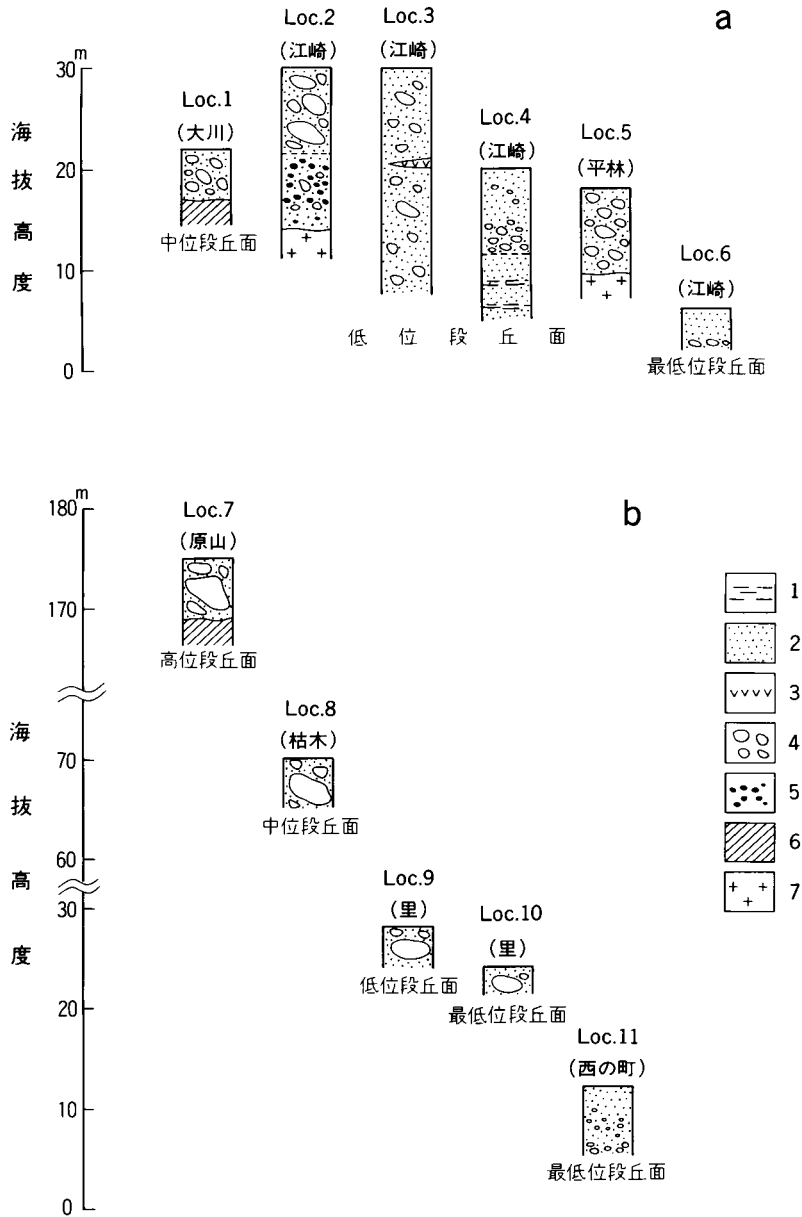 a
m
30
20
10
0
海抜高度
Loc.1
(大川)
中位段丘面
Loc.2
(江崎)
Loc.3
(江崎)
Loc.4
(江崎)
Loc.5
(平林)
低位段丘面
Loc.6
(江崎)
最低位段丘面
b
m
180
170
70
60
30
20
10
0
海抜高度
Loc.7
(原山)
高位段丘面
Loc.8
(枯木)
中位段丘面
Loc.9
(里)
低位段丘面
Loc.10
(里)
最低位段丘面
Loc.11
(西の町)
最低位段丘面
1
2
3
4
5
6
7